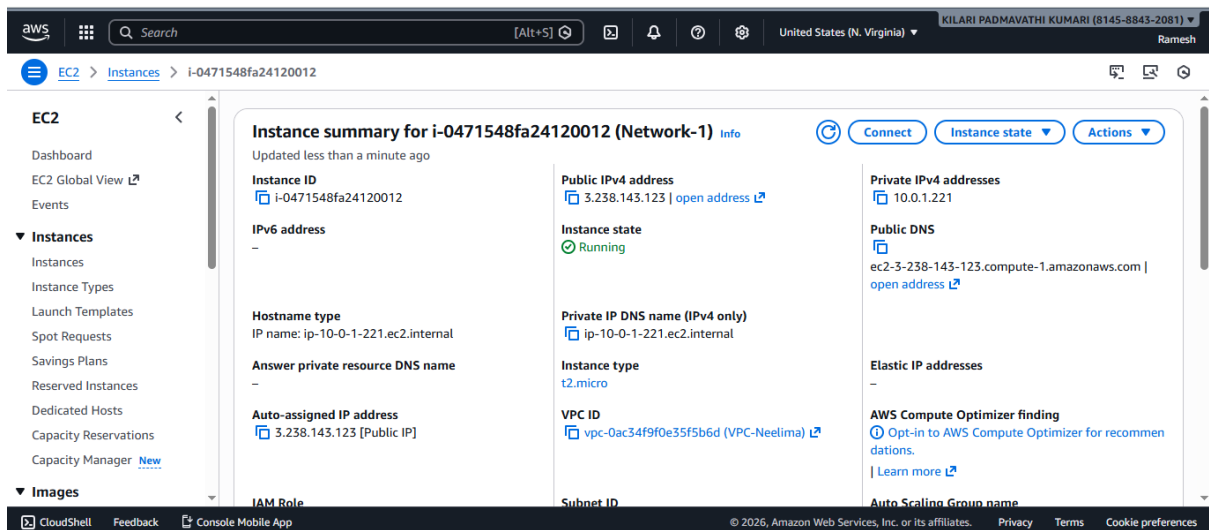 aws
Search
[Alt+S]
United States (N. Virginia) ▼
KILARI PADMAVATHI KUMARI (8145-8843-2081) ▼
Ramesh
EC2 > Instances > i-0471548fa24120012
EC2
Dashboard
EC2 Global View
Events
▼ Instances
Instances
Instance Types
Launch Templates
Spot Requests
Savings Plans
Reserved Instances
Dedicated Hosts
Capacity Reservations
Capacity Manager New
▼ Images
Instance summary for i-0471548fa24120012 (Network-1) Info
Connect
Instance state ▼
Actions ▼
Updated less than a minute ago
Instance ID
i-0471548fa24120012
Public IPv4 address
3.238.143.123 | open address
Private IPv4 addresses
10.0.1.221
IPv6 address
–
Instance state
Running
Public DNS
ec2-3-238-143-123.compute-1.amazonaws.com |
open address
Hostname type
IP name: ip-10-0-1-221.ec2.internal
Private IP DNS name (IPv4 only)
ip-10-0-1-221.ec2.internal
Answer private resource DNS name
–
Instance type
t2.micro
Elastic IP addresses
–
Auto-assigned IP address
3.238.143.123 [Public IP]
VPC ID
vpc-0ac34f9f0e35f5b6d (VPC-Neelima)
AWS Compute Optimizer finding
Opt-in to AWS Compute Optimizer for recommen
dations.
| Learn more
IAM Role
Subnet ID
Auto Scaling Group name
CloudShell
Feedback
Console Mobile App
© 2026, Amazon Web Services, Inc. or its affiliates.
Privacy
Terms
Cookie preferences